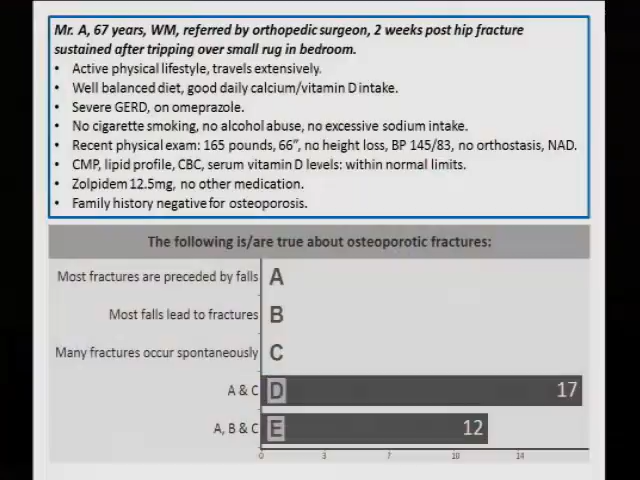 Mr. A, 67 years, WM, referred by orthopedic surgeon, 2 weeks post hip fracture
sustained after tripping over small rug in bedroom.
• Active physical lifestyle, travels extensively.
• Well balanced diet, good daily calcium/vitamin D intake.
• Severe GERD, on omeprazole.
• No cigarette smoking, no alcohol abuse, no excessive sodium intake.
• Recent physical exam: 165 pounds, 66”, no height loss, BP 145/83, no orthostasis, NAD.
• CMP, lipid profile, CBC, serum vitamin D levels: within normal limits.
• Zolpidem 12.5mg, no other medication.
• Family history negative for osteoporosis.
The following is/are true about osteoporotic fractures:
Most fractures are preceded by falls A
Most falls lead to fractures B
Many fractures occur spontaneously C
A & C D 17
A, B & C E 12
0 3 7 10 14